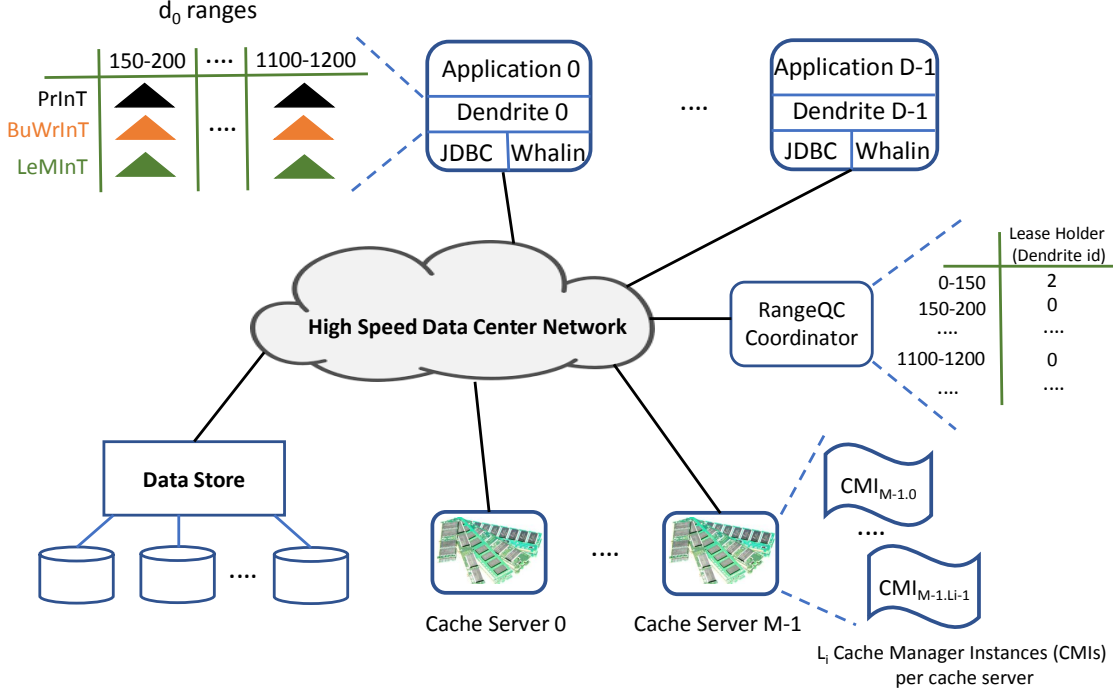 d0 ranges
150-200 .... 1100-1200
PrInT
BuWrInT ....
LeMInT
Application 0
Dendrite 0
JDBC Whalin
....
Application D-1
Dendrite D-1
JDBC Whalin
High Speed Data Center Network
RangeQC
Coordinator
Lease Holder
(Dendrite id)
0-150 2
150-200 0
.... ....
1100-1200 0
.... ....
Data Store
....
Cache Server 0
....
Cache Server M-1
CMIM-1.0
....
CMIM-1.Li-1
Li Cache Manager Instances (CMIs)
per cache server